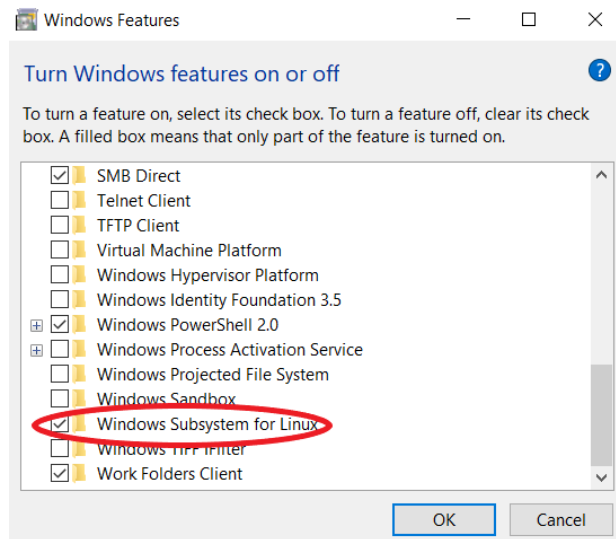 Windows Features
Turn Windows features on or off
?
To turn a feature on, select its check box. To turn a feature off, clear its check
box. A filled box means that only part of the feature is turned on.
SMB Direct
Telnet Client
TFTP Client
Virtual Machine Platform
Windows Hypervisor Platform
Windows Identity Foundation 3.5
Windows PowerShell 2.0
Windows Process Activation Service
Windows Projected File System
Windows Sandbox
Windows Subsystem for Linux
Windows TIFF IFilter
Work Folders Client
OK
Cancel